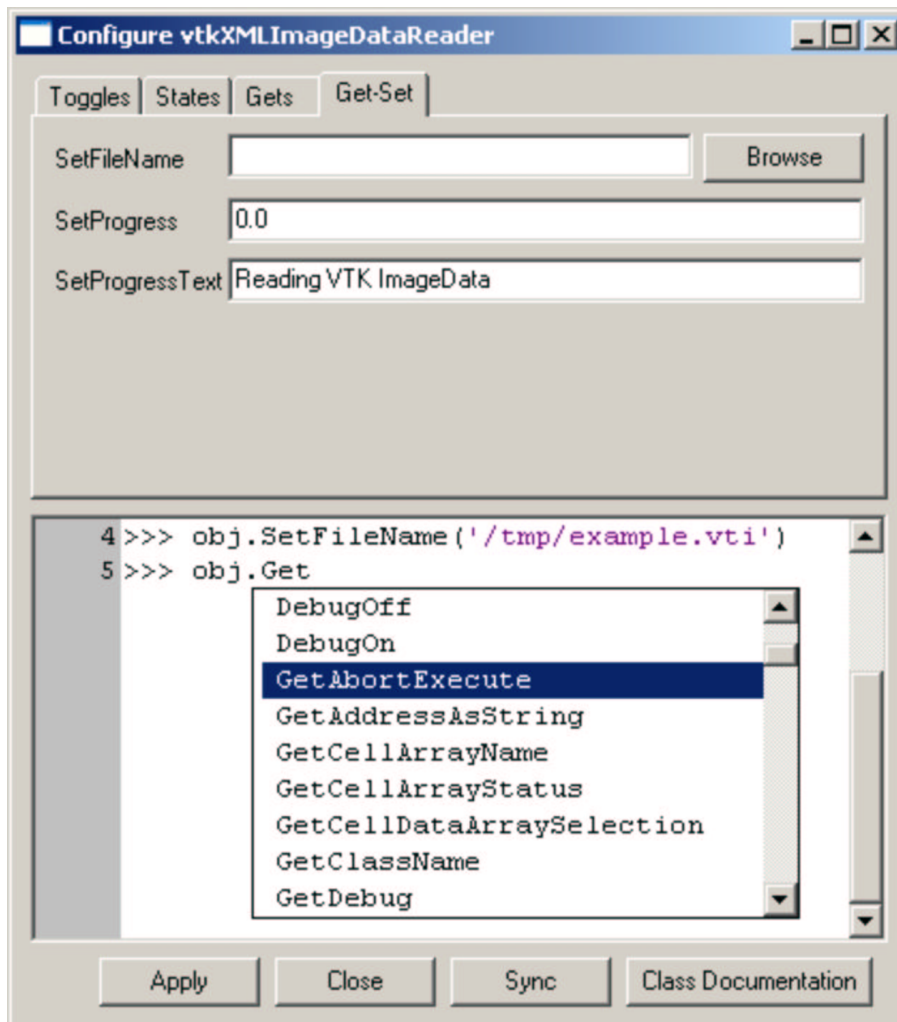 Configure vtkXMLImageDataReader
Toggles States Gets Get-Set
SetFileName Browse
SetProgress 0.0
SetProgressText Reading VTK ImageData
4 >>> obj.SetFileName('/tmp/example.vti')
5 >>> obj.Get
DebugOff
DebugOn
GetAbortExecute
GetAddressAsString
GetCellArrayName
GetCellArrayStatus
GetCellDataArraySelection
GetClassName
GetDebug
Apply Close Sync Class Documentation